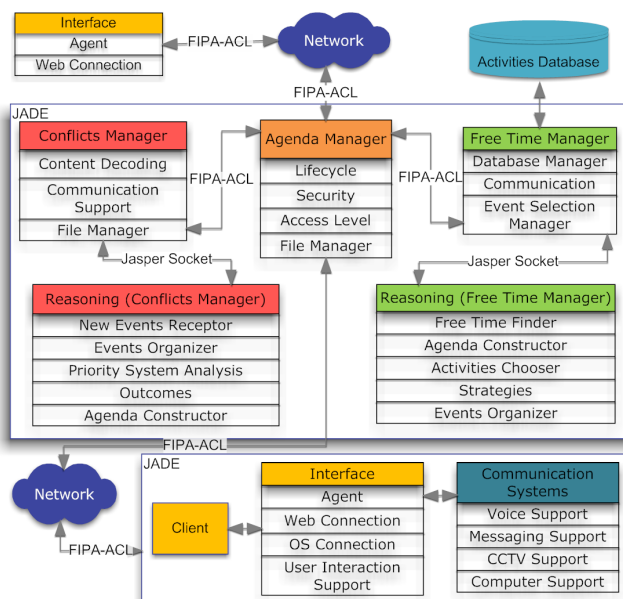 Interface
Agent
Web Connection
FIPA-ACL
Network
Activities Database
FIPA-ACL
JADE
Conflicts Manager
Content Decoding
Communication
Support
File Manager
FIPA-ACL
Agenda Manager
Lifecycle
Security
Access Level
File Manager
FIPA-ACL
Free Time Manager
Database Manager
Communication
Event Selection
Manager
Jasper Socket
Jasper Socket
Reasoning (Conflicts Manager)
New Events Receptor
Events Organizer
Priority System Analysis
Outcomes
Agenda Constructor
Reasoning (Free Time Manager)
Free Time Finder
Agenda Constructor
Activities Chooser
Strategies
Events Organizer
FIPA-ACL
Network
FIPA-ACL
JADE
Client
Interface
Agent
Web Connection
OS Connection
User Interaction
Support
Communication
Systems
Voice Support
Messaging Support
CCTV Support
Computer Support